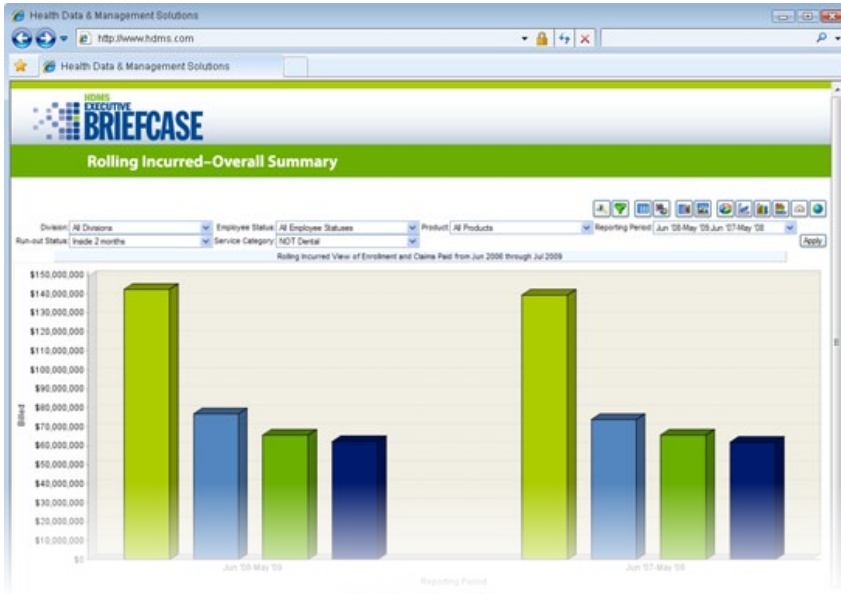 Health Data & Management Solutions
http://www.hdms.com
Health Data & Management Solutions
HDMS
EXECUTIVE
BRIEFCASE
Rolling Incurred–Overall Summary
Division All Divisions Employee Status All Employee Statuses Product All Products Reporting Period Jun '08-May '09;Jun '07-May '08
Run-out Status Inside 2 months Service Category NOT Dental Apply
Rolling Incurred View of Enrollment and Claims Paid from Jun 2006 through Jul 2009
$150,000,000
$140,000,000
$130,000,000
$120,000,000
$110,000,000
$100,000,000
$90,000,000
$80,000,000
$70,000,000
$60,000,000
$50,000,000
$40,000,000
$30,000,000
$20,000,000
$10,000,000
$0
Billed
Jun '08-May '09 Jun '07-May '08
Reporting Period